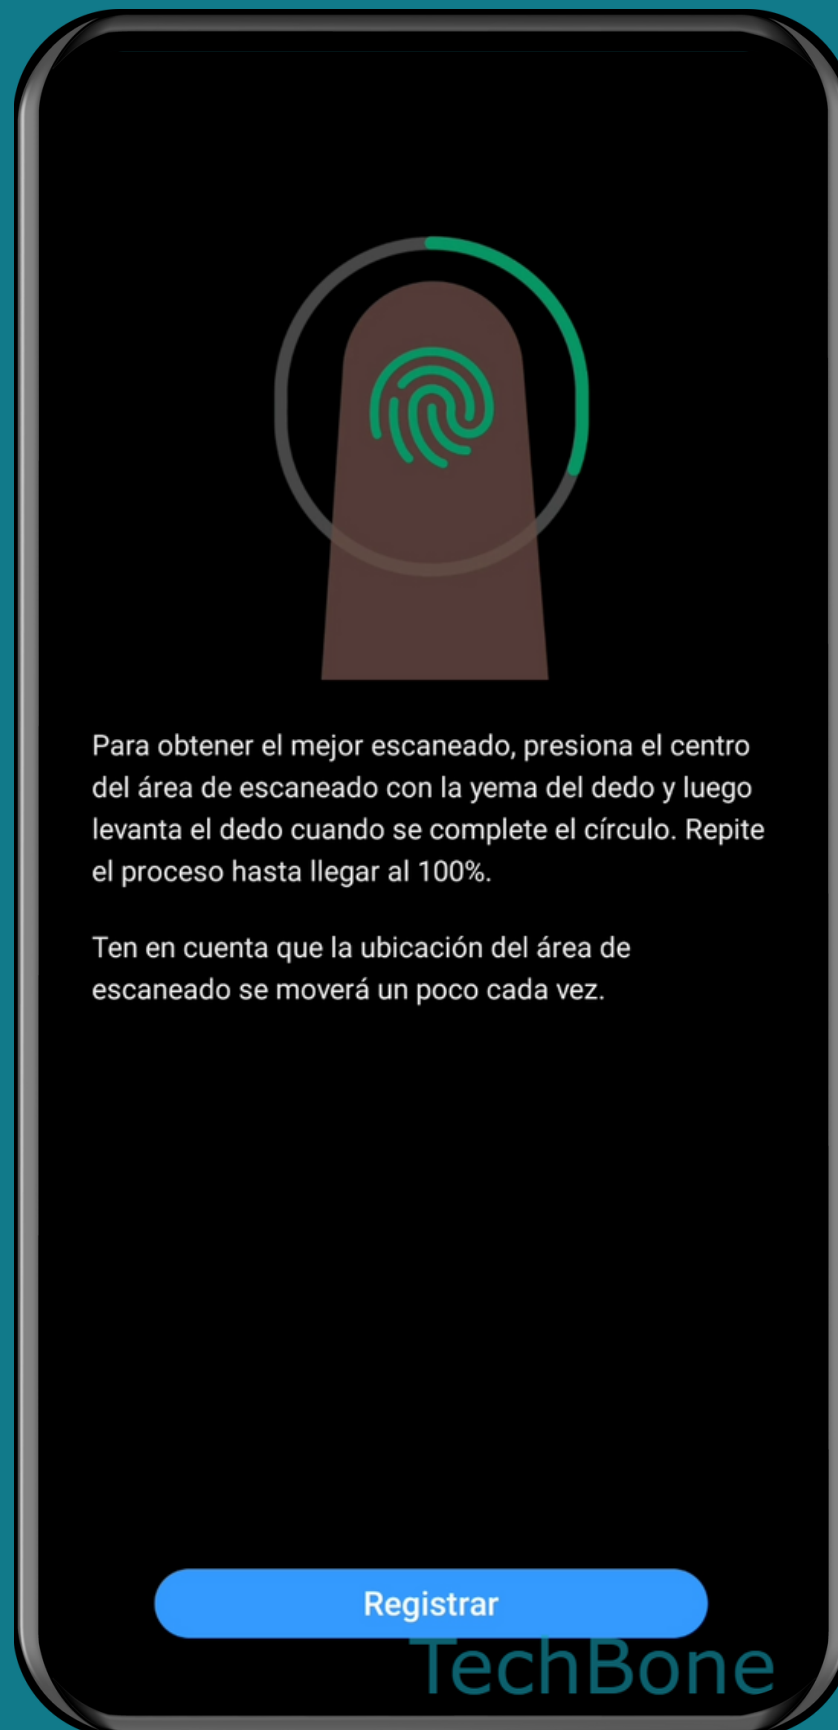 Para obtener el mejor escaneado, presiona el centro
del área de escaneado con la yema del dedo y luego
levanta el dedo cuando se complete el círculo. Repite
el proceso hasta llegar al 100%.
Ten en cuenta que la ubicación del área de
escaneado se moverá un poco cada vez.
Registrar
TechBone